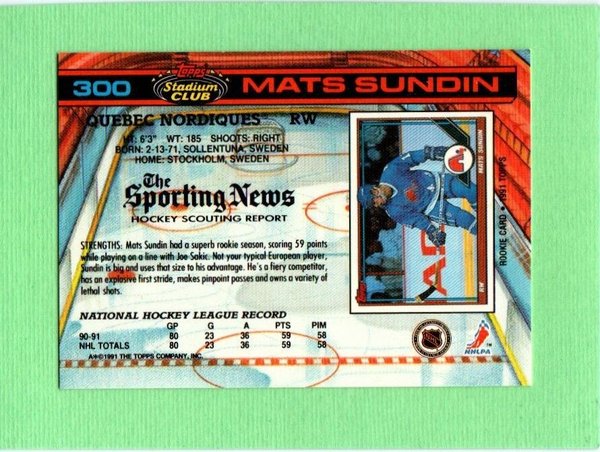 300
Topps
Stadium
CLUB
MATS SUNDIN
QUEBEC NORDIQUES RW
HT: 6'3" WT: 185 SHOOTS: RIGHT
BORN: 2-13-71, SOLLENTUNA, SWEDEN
HOME: STOCKHOLM, SWEDEN
The
Sporting News
HOCKEY SCOUTING REPORT
STRENGTHS: Mats Sundin had a superb rookie season, scoring 59 points
while playing on a line with Joe Sakic. Not your typical European player,
Sundin is big and uses that size to his advantage. He's a fierce competitor,
has an explosive first stride, makes pinpoint passes and owns a variety of
lethal shots.
MATS SUNDIN
RW
ROOKIE CARD • 1991 TOPPS
NATIONAL HOCKEY LEAGUE RECORD
GP G A PTS PIM
90-91 80 23 36 59 58
NHL TOTALS 80 23 36 59 58
A※©1991 THE TOPPS COMPANY, INC.
NHLPA
TM